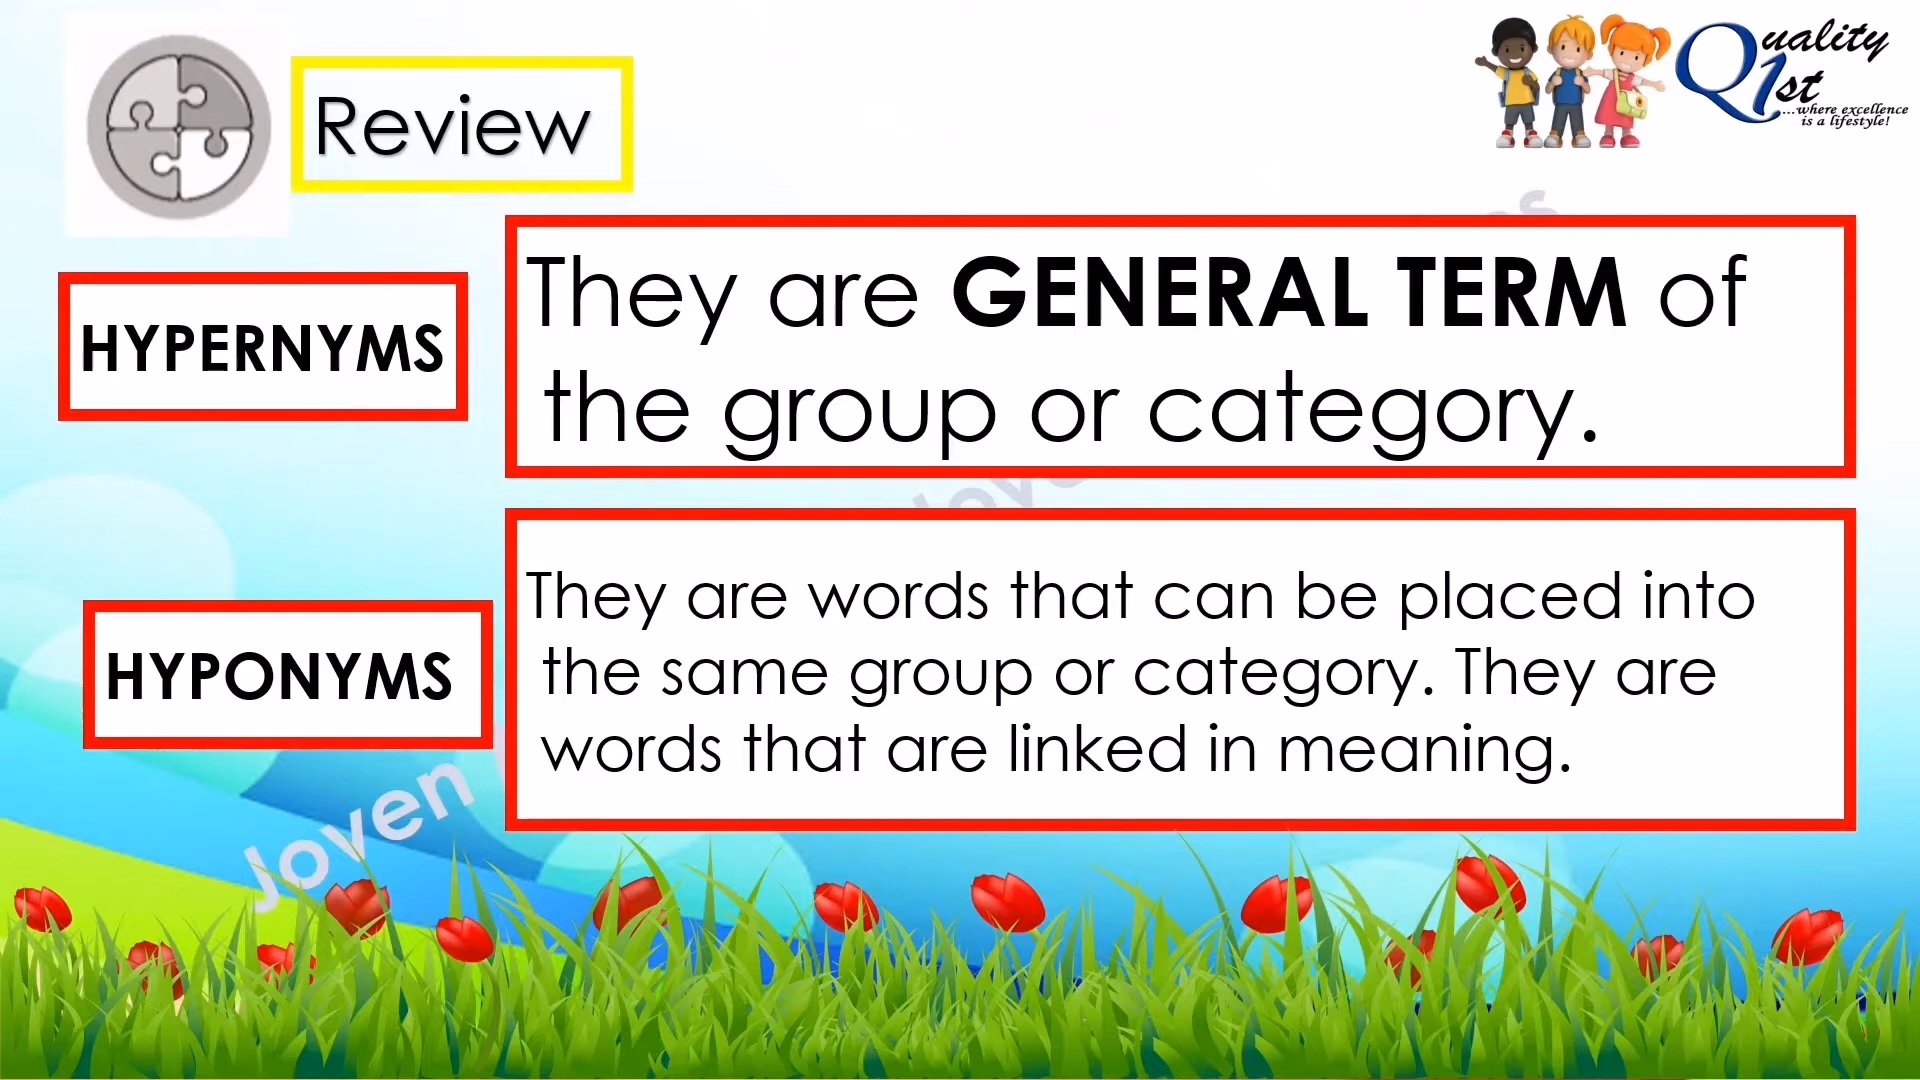 Review
Quality
1st
...where excellence
is a lifestyle!
HYPERNYMS
They are GENERAL TERM of
the group or category.
HYPONYMS
They are words that can be placed into
the same group or category. They are
words that are linked in meaning.
Joven